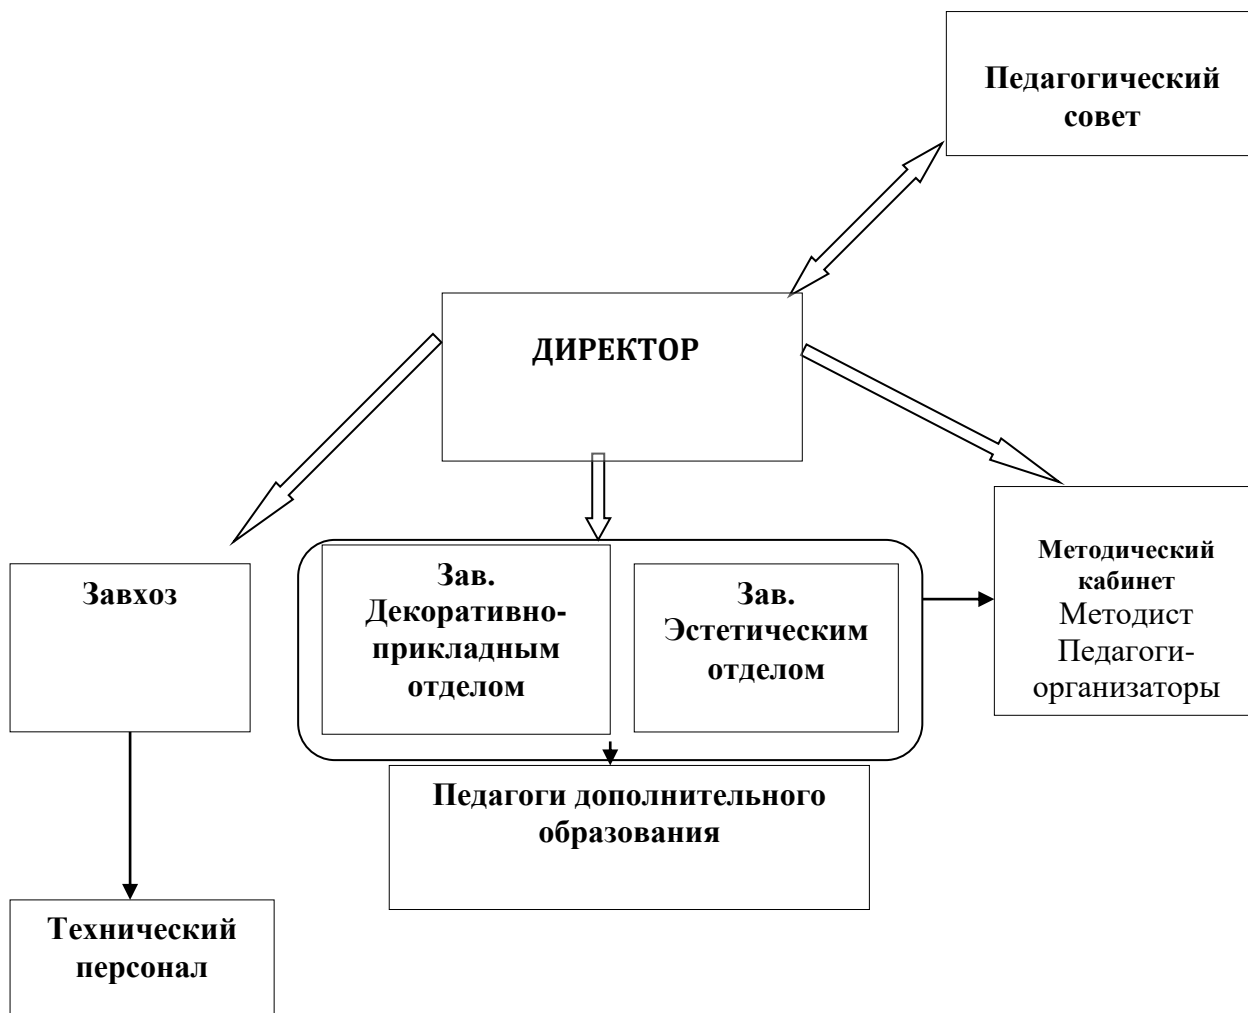 Педагогический
совет
ДИРЕКТОР
Завхоз
Зав.
Декоративно-
прикладным
отделом
Зав.
Эстетическим
отделом
Методический
кабинет
Методист
Педагоги-
организаторы
Педагоги дополнительного
образования
Технический
персонал